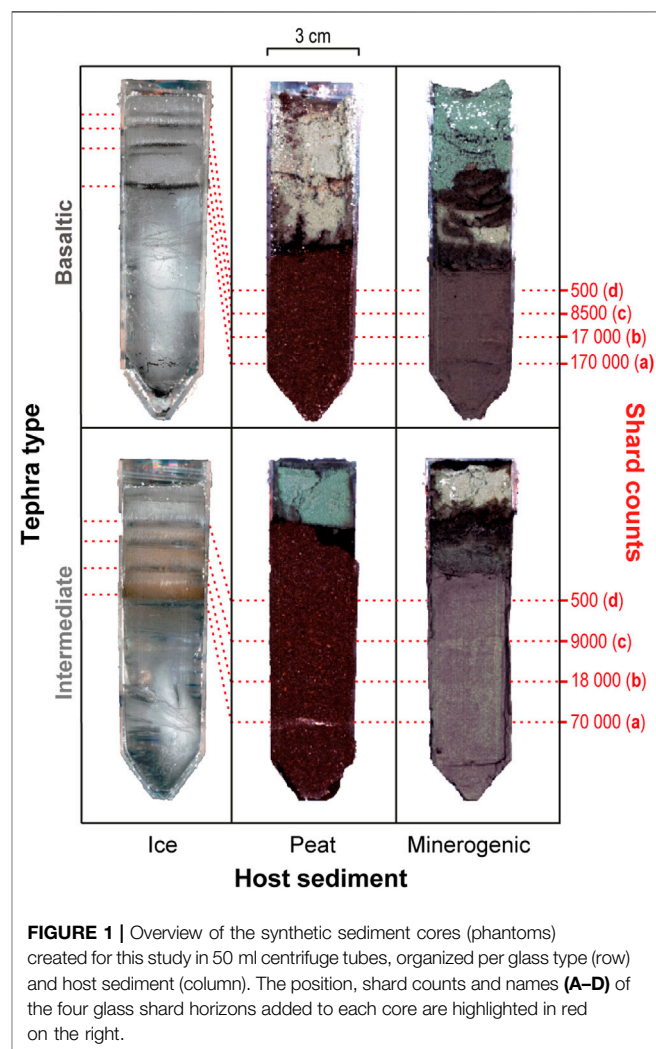 3 cm
Basaltic
500 (d)
8500 (c)
17 000 (b)
170 000 (a)
Tephra type
Shard counts
Intermediate
500 (d)
9000 (c)
18 000 (b)
70 000 (a)
Ice
Peat
Minerogenic
Host sediment
FIGURE 1 | Overview of the synthetic sediment cores (phantoms)
created for this study in 50 ml centrifuge tubes, organized per glass type (row)
and host sediment (column). The position, shard counts and names (A–D) of
the four glass shard horizons added to each core are highlighted in red
on the right.